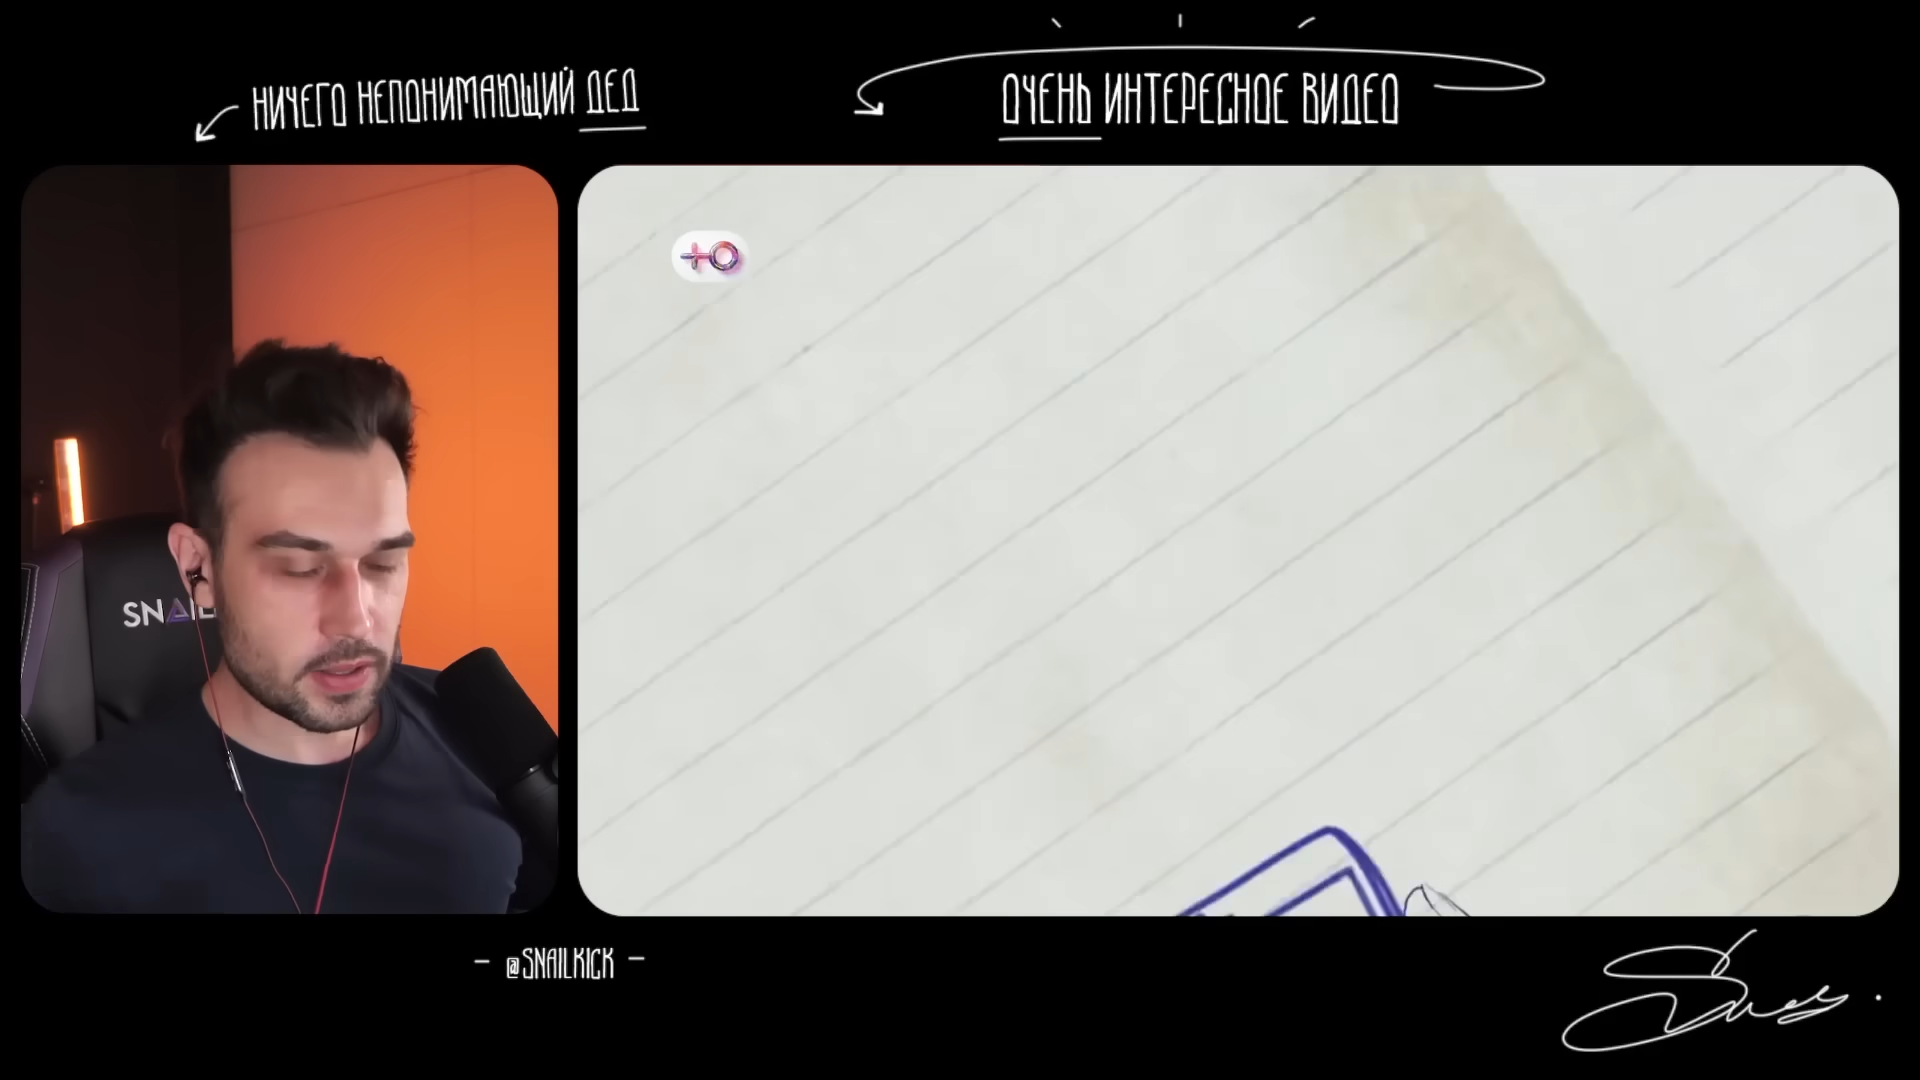 НИЧЕГО НЕПОНИМАЮЩИЙ ДЕД
ОЧЕНЬ ИНТЕРЕСНОЕ ВИДЕО
Ю
SNAIL
- @SNAILKICK -